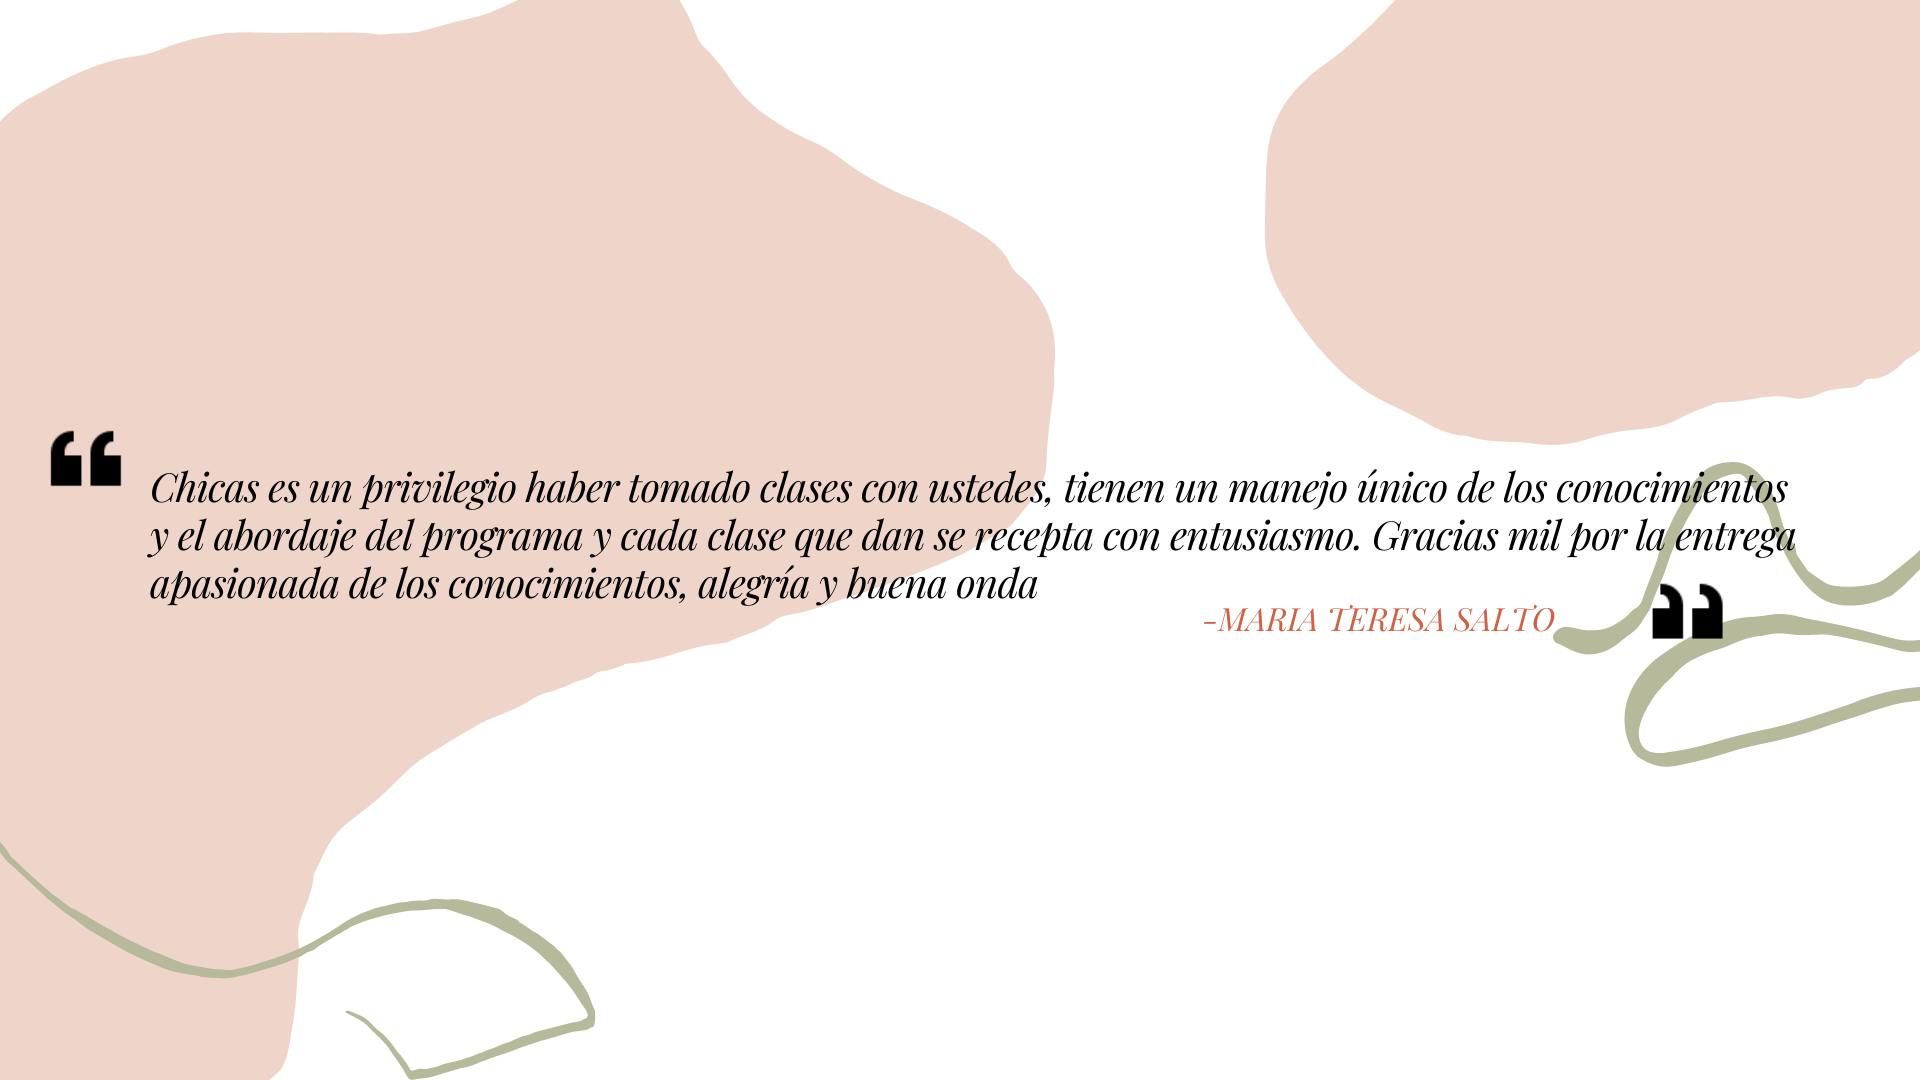 “
Chicas es un privilegio haber tomado clases con ustedes, tienen un manejo único de los conocimientos
y el abordaje del programa y cada clase que dan se recepta con entusiasmo. Gracias mil por la entrega
apasionada de los conocimientos, alegría y buena onda
-MARIA TERESA SALTO
”